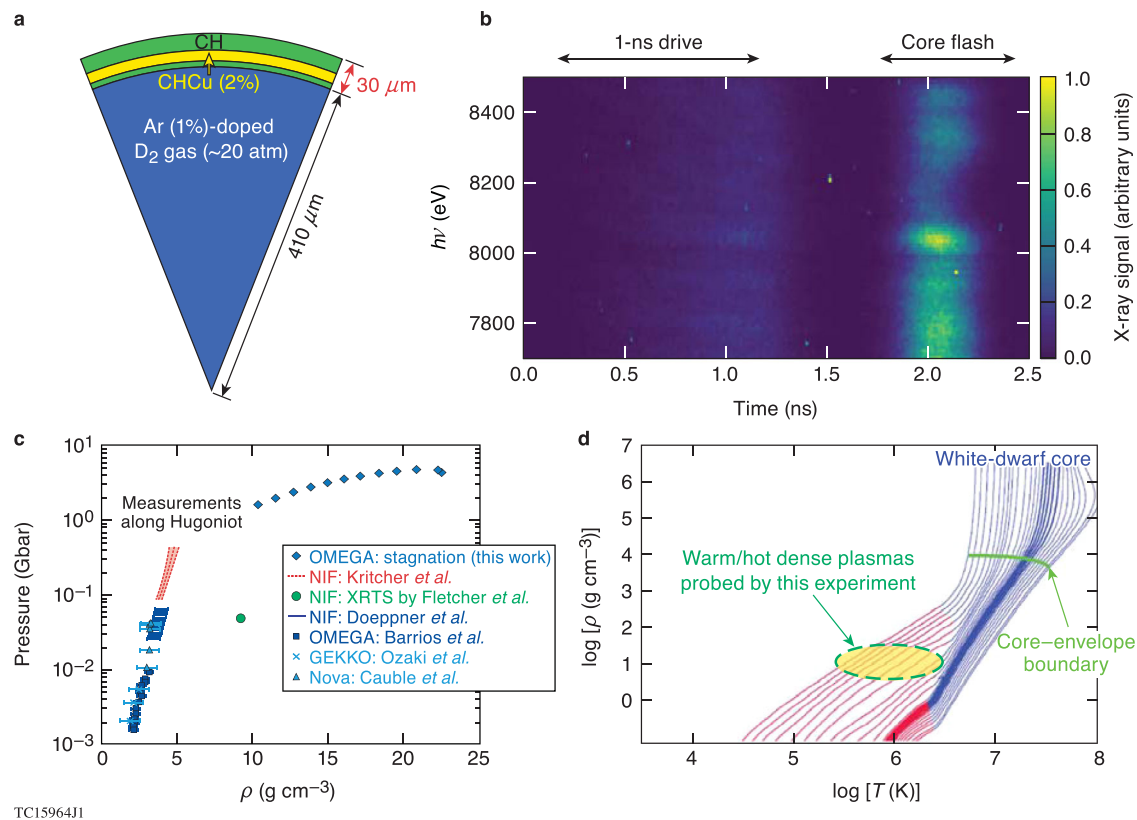 a
CH
CHCu (2%)
30 μm
Ar (1%)-doped
D₂ gas (~20 atm)
410 μm
b
1-ns drive
Core flash
8400
8200
8000
7800
hν (eV)
0.0
0.5
1.0
1.5
2.0
2.5
Time (ns)
1.0
0.8
0.6
0.4
0.2
0.0
X-ray signal (arbitrary units)
c
10¹
10⁰
10⁻¹
10⁻²
10⁻³
Pressure (Gbar)
Measurements
along Hugoniot
OMEGA: stagnation (this work)
NIF: Kritcher et al.
NIF: XRTS by Fletcher et al.
NIF: Doeppner et al.
OMEGA: Barrios et al.
GEKKO: Ozaki et al.
Nova: Cauble et al.
0
5
10
15
20
25
ρ (g cm⁻³)
d
7
6
5
4
3
2
1
0
log [ρ (g cm⁻³)]
White-dwarf core
Warm/hot dense plasmas
probed by this experiment
Core–envelope
boundary
4
5
6
7
8
log [T (K)]
TC15964J1